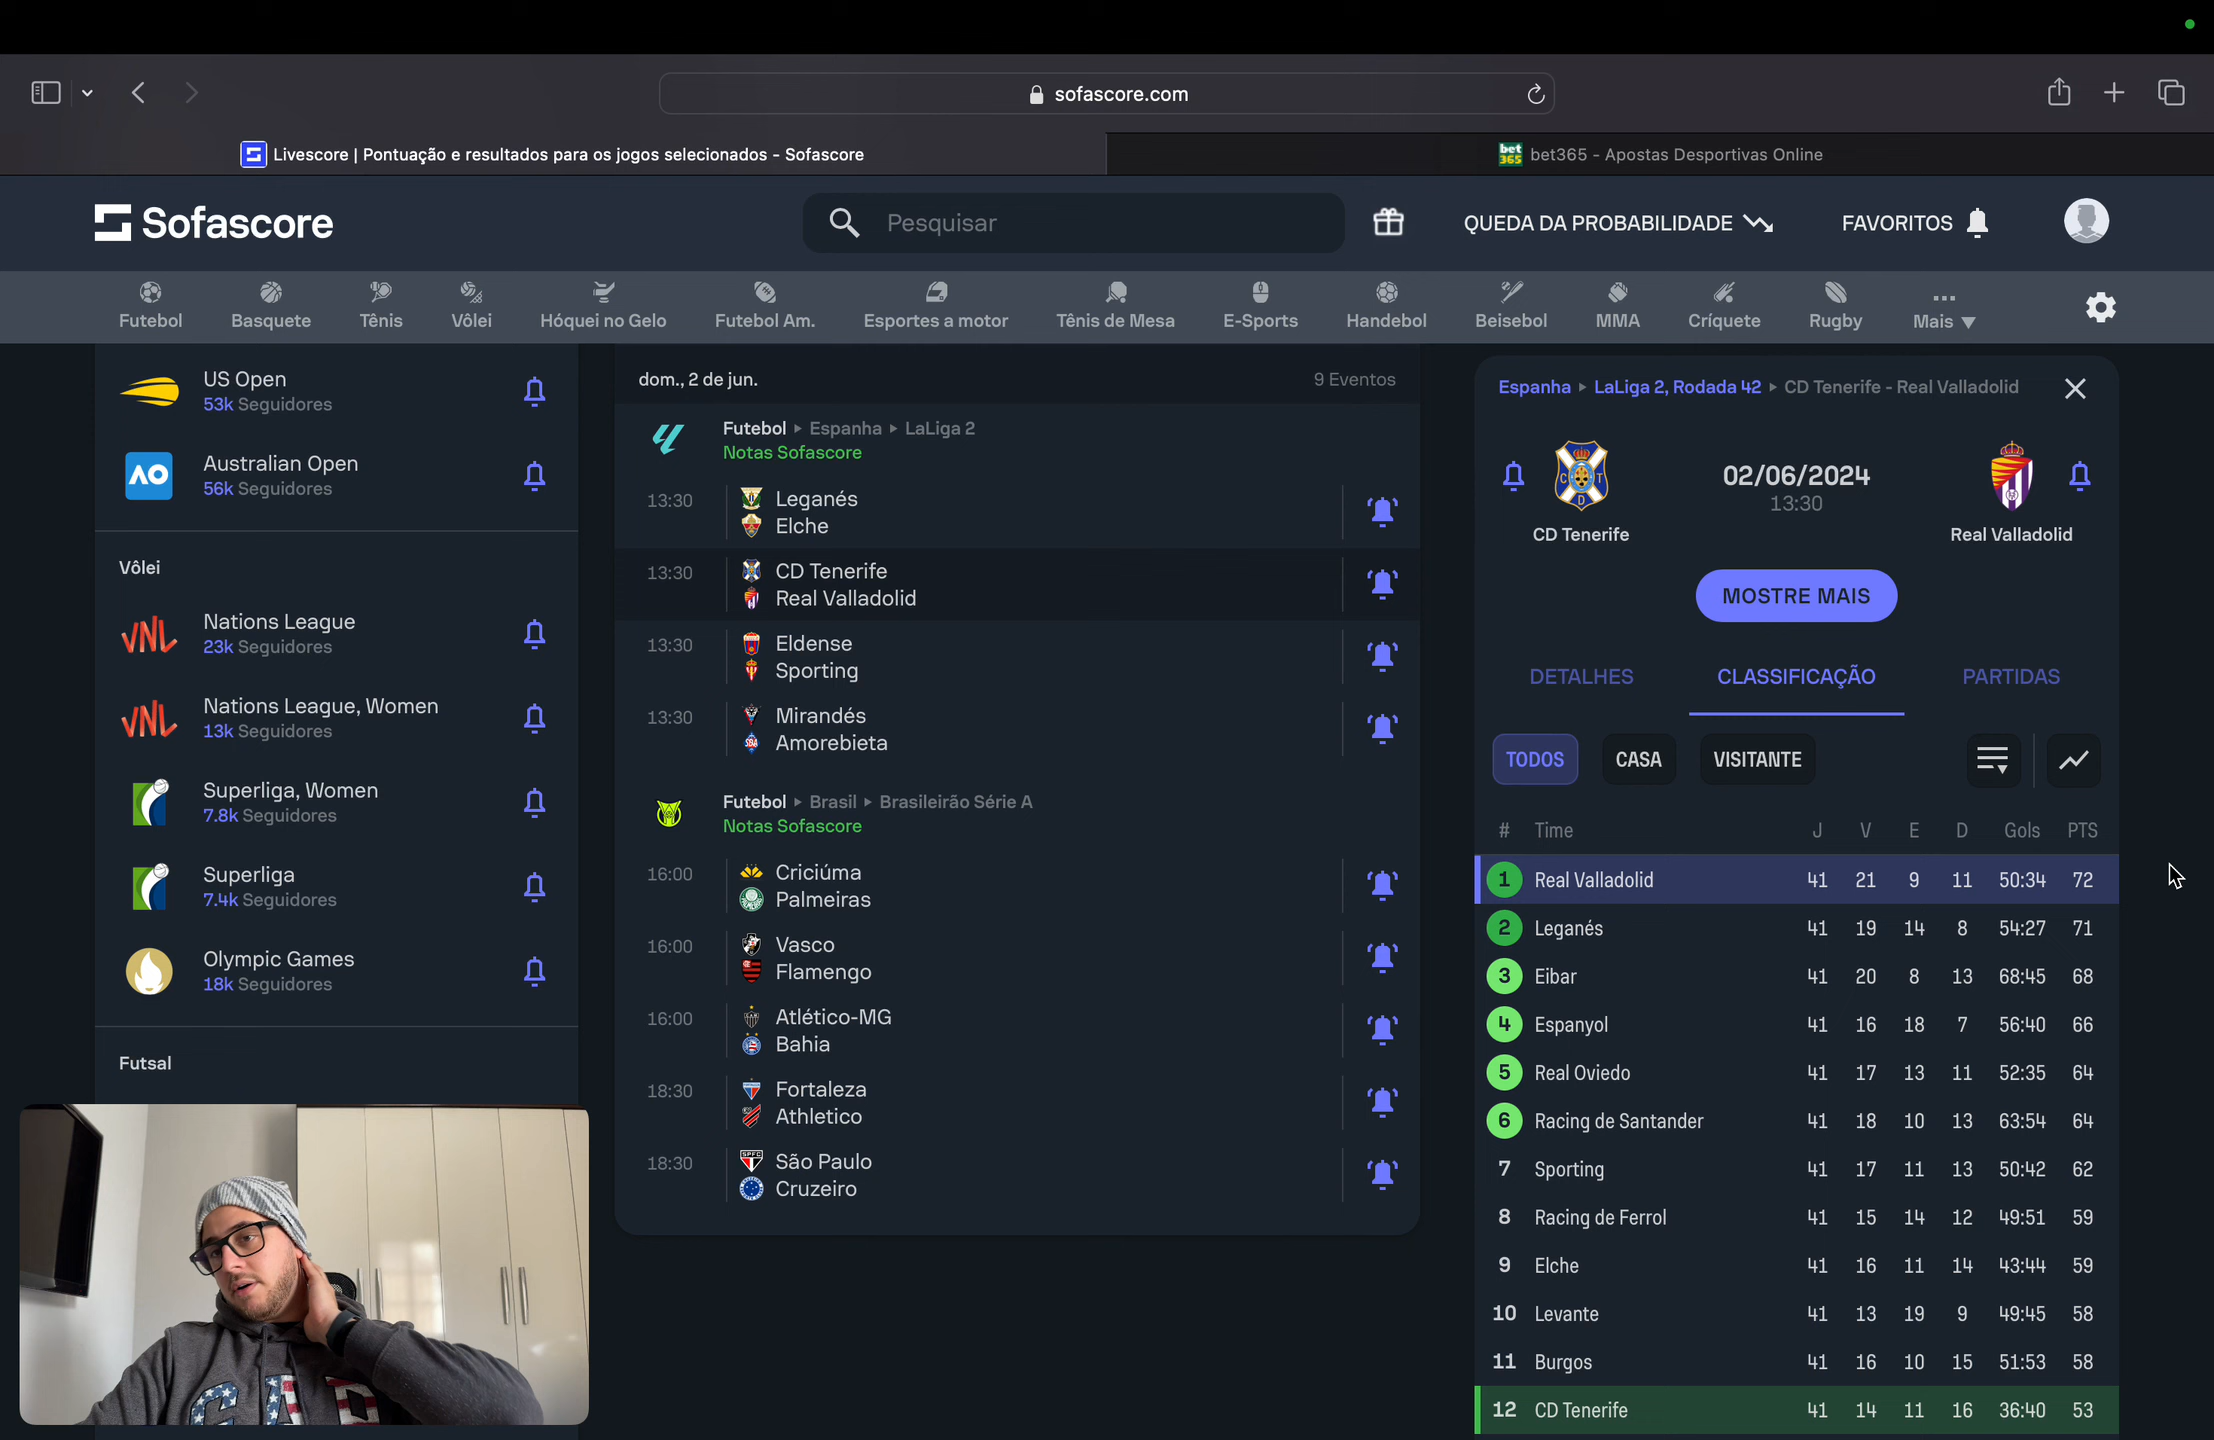 sofascore.com
Livescore | Pontuação e resultados para os jogos selecionados - Sofascore
bet365
bet365 - Apostas Desportivas Online
Sofascore
Pesquisar
QUEDA DA PROBABILIDADE
FAVORITOS
Futebol
Basquete
Tênis
Vôlei
Hóquei no Gelo
Futebol Am.
Esportes a motor
Tênis de Mesa
E-Sports
Handebol
Beisebol
MMA
Críquete
Rugby
Mais ▼
US Open
53k Seguidores
AO
Australian Open
56k Seguidores
Vôlei
VNL
Nations League
23k Seguidores
VNL
Nations League, Women
13k Seguidores
Superliga, Women
7.8k Seguidores
Superliga
7.4k Seguidores
Olympic Games
18k Seguidores
Futsal
GAP
dom., 2 de jun. 9 Eventos
Futebol ▸ Espanha ▸ LaLiga 2
Notas Sofascore
13:30 Leganés
Elche
13:30 CD Tenerife
Real Valladolid
13:30 Eldense
Sporting
13:30 Mirandés
Amorebieta
Futebol ▸ Brasil ▸ Brasileirão Série A
Notas Sofascore
16:00 Criciúma
Palmeiras
16:00 Vasco
Flamengo
16:00 Atlético-MG
Bahia
18:30 Fortaleza
Athletico
18:30 São Paulo
Cruzeiro
Espanha ▸ LaLiga 2, Rodada 42 ▸ CD Tenerife - Real Valladolid
02/06/2024
13:30
CD Tenerife
Real Valladolid
MOSTRE MAIS
DETALHES CLASSIFICAÇÃO PARTIDAS
TODOS CASA VISITANTE
# Time J V E D Gols PTS
1 Real Valladolid 41 21 9 11 50:34 72
2 Leganés 41 19 14 8 54:27 71
3 Eibar 41 20 8 13 68:45 68
4 Espanyol 41 16 18 7 56:40 66
5 Real Oviedo 41 17 13 11 52:35 64
6 Racing de Santander 41 18 10 13 63:54 64
7 Sporting 41 17 11 13 50:42 62
8 Racing de Ferrol 41 15 14 12 49:51 59
9 Elche 41 16 11 14 43:44 59
10 Levante 41 13 19 9 49:45 58
11 Burgos 41 16 10 15 51:53 58
12 CD Tenerife 41 14 11 16 36:40 53